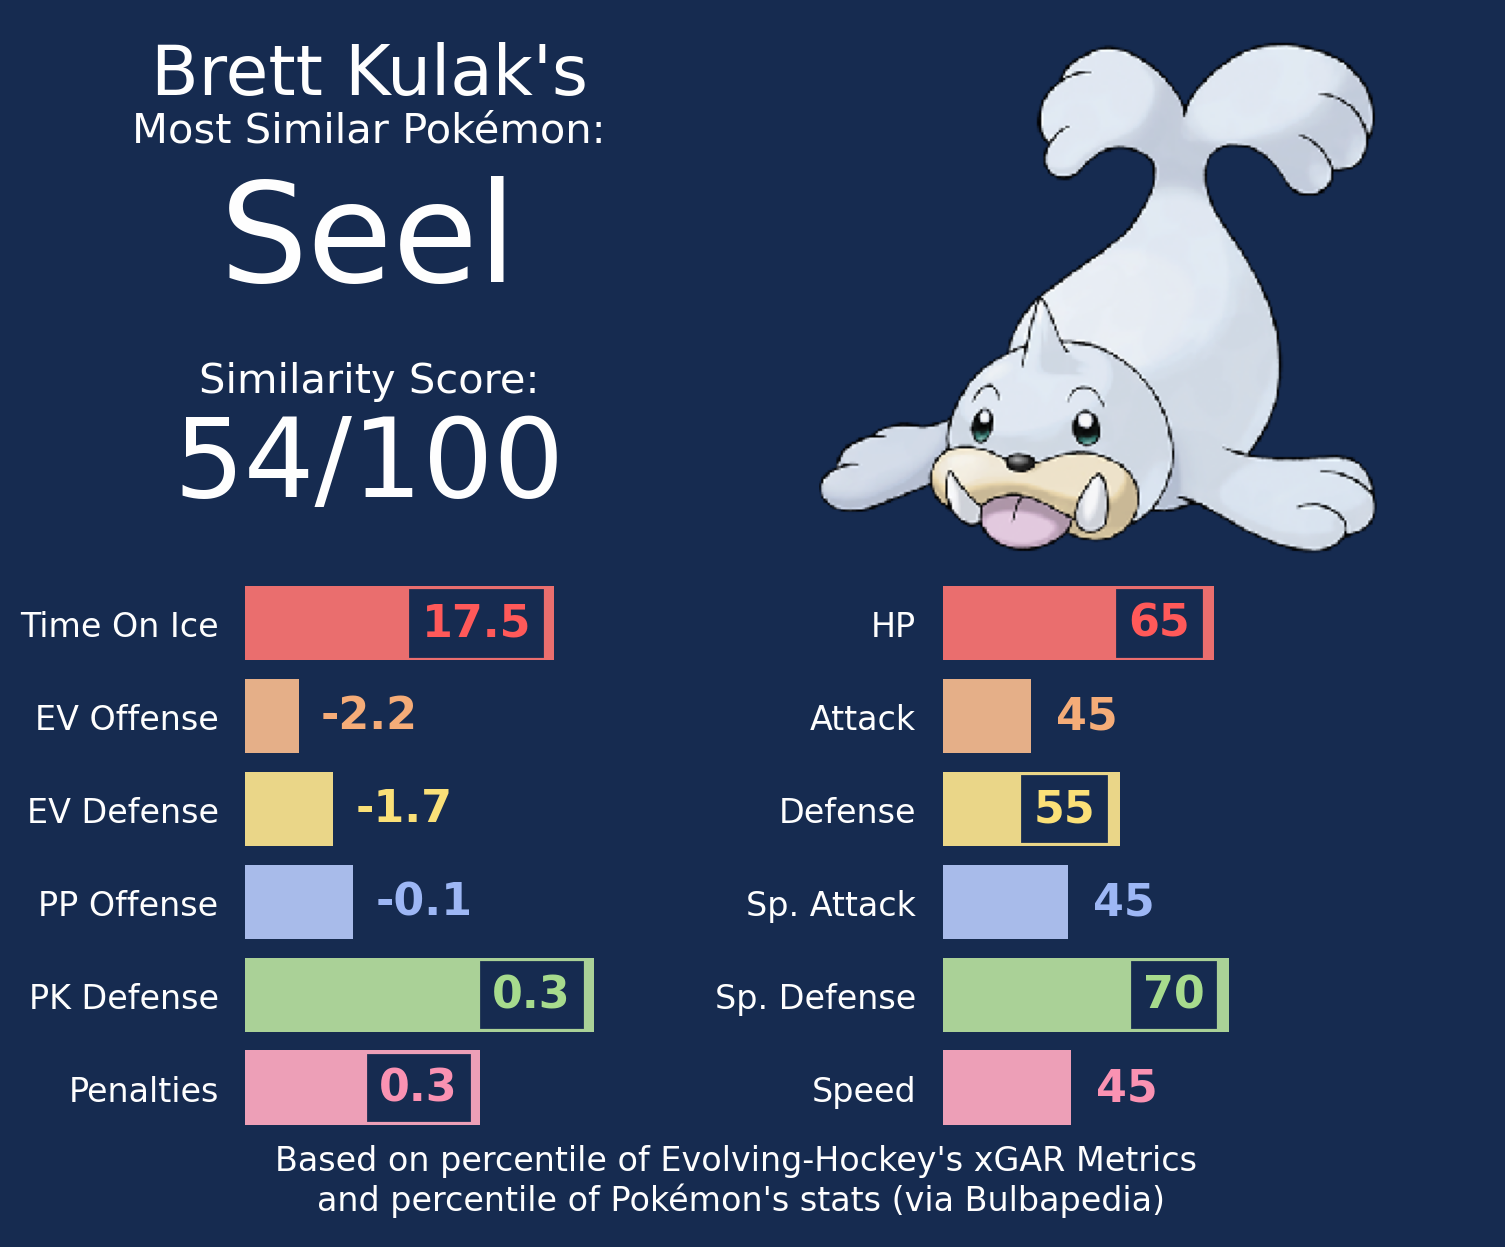 Brett Kulak's
Most Similar Pokémon:
Seel
Similarity Score:
54/100
Time On Ice 17.5
EV Offense -2.2
EV Defense -1.7
PP Offense -0.1
PK Defense 0.3
Penalties 0.3
HP 65
Attack 45
Defense 55
Sp. Attack 45
Sp. Defense 70
Speed 45
Based on percentile of Evolving-Hockey's xGAR Metrics
and percentile of Pokémon's stats (via Bulbapedia)